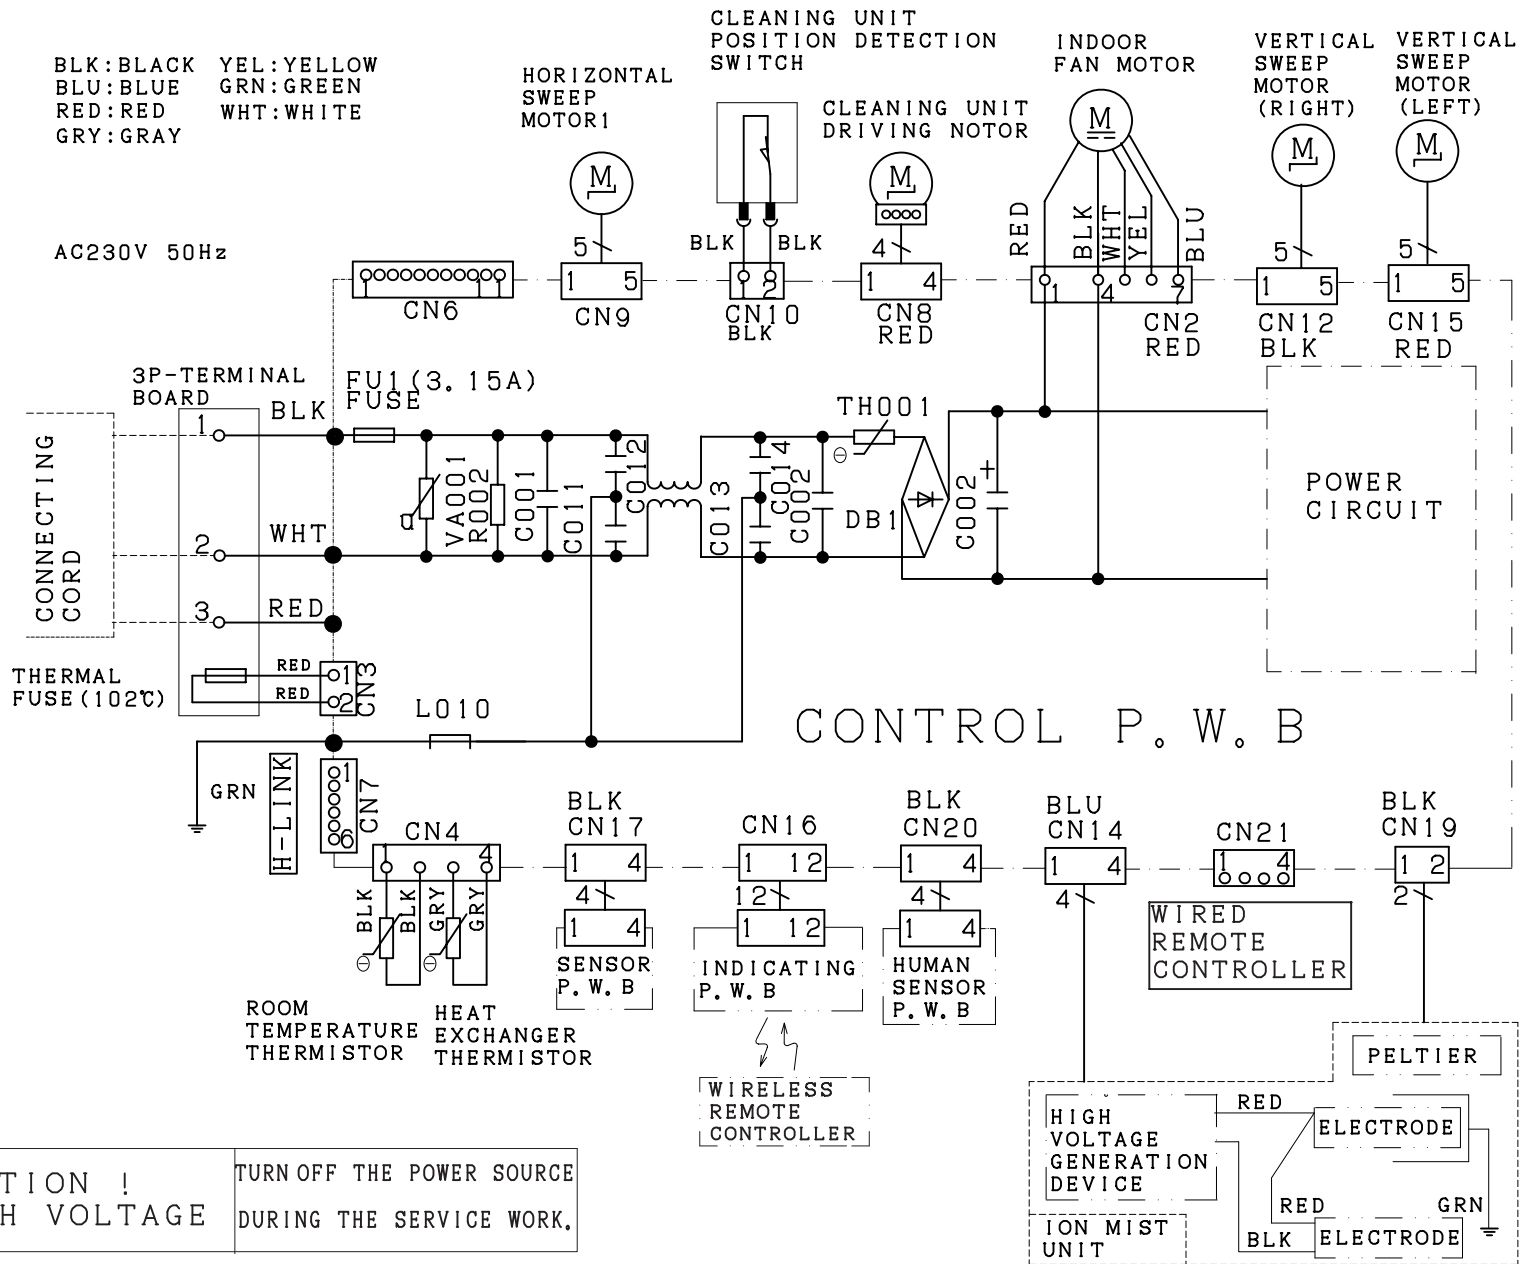 CLEANING UNIT
POSITION DETECTION
SWITCH
INDOOR
FAN MOTOR
VERTICAL
SWEEP
MOTOR
(RIGHT)
VERTICAL
SWEEP
MOTOR
(LEFT)
BLK:BLACK YEL:YELLOW
BLU:BLUE GRN:GREEN
RED:RED WHT:WHITE
GRY:GRAY
HORIZONTAL
SWEEP
MOTOR1
CLEANING UNIT
DRIVING NOTOR
M
M
M
M
M
AC230V 50Hz
5
BLK
BLK
4
RED
BLK
WHT
YEL
BLU
5
5
1 11
CN6
1 5
CN9
1 2
CN10
BLK
1 4
CN8
RED
1 4 7
CN2
RED
1 5
CN12
BLK
1 5
CN15
RED
3P-TERMINAL
BOARD
CONNECTING
CORD
1
BLK
2
WHT
3
RED
FU1(3.15A)
FUSE
VA001
R002
C001
C011
C012
C013
C014
C002
TH001
DB1
C002
+
POWER
CIRCUIT
THERMAL
FUSE(102℃)
RED
RED
1
2
CN3
L010
CONTROL P.W.B
GRN
H-LINK
1
6
CN7
CN4
1 4
BLK
BLK
GRY
GRY
ROOM
TEMPERATURE
THERMISTOR
HEAT
EXCHANGER
THERMISTOR
BLK
CN17
1 4
4
1 4
SENSOR
P.W.B
CN16
1 12
12
1 12
INDICATING
P.W.B
WIRELESS
REMOTE
CONTROLLER
BLK
CN20
1 4
4
1 4
HUMAN
SENSOR
P.W.B
BLU
CN14
1 4
4
CN21
1 4
WIRED
REMOTE
CONTROLLER
BLK
CN19
1 2
2
PELTIER
HIGH
VOLTAGE
GENERATION
DEVICE
RED
ELECTRODE
RED
GRN
BLK
ELECTRODE
ION MIST
UNIT
TION !
H VOLTAGE
TURN OFF THE POWER SOURCE
DURING THE SERVICE WORK.